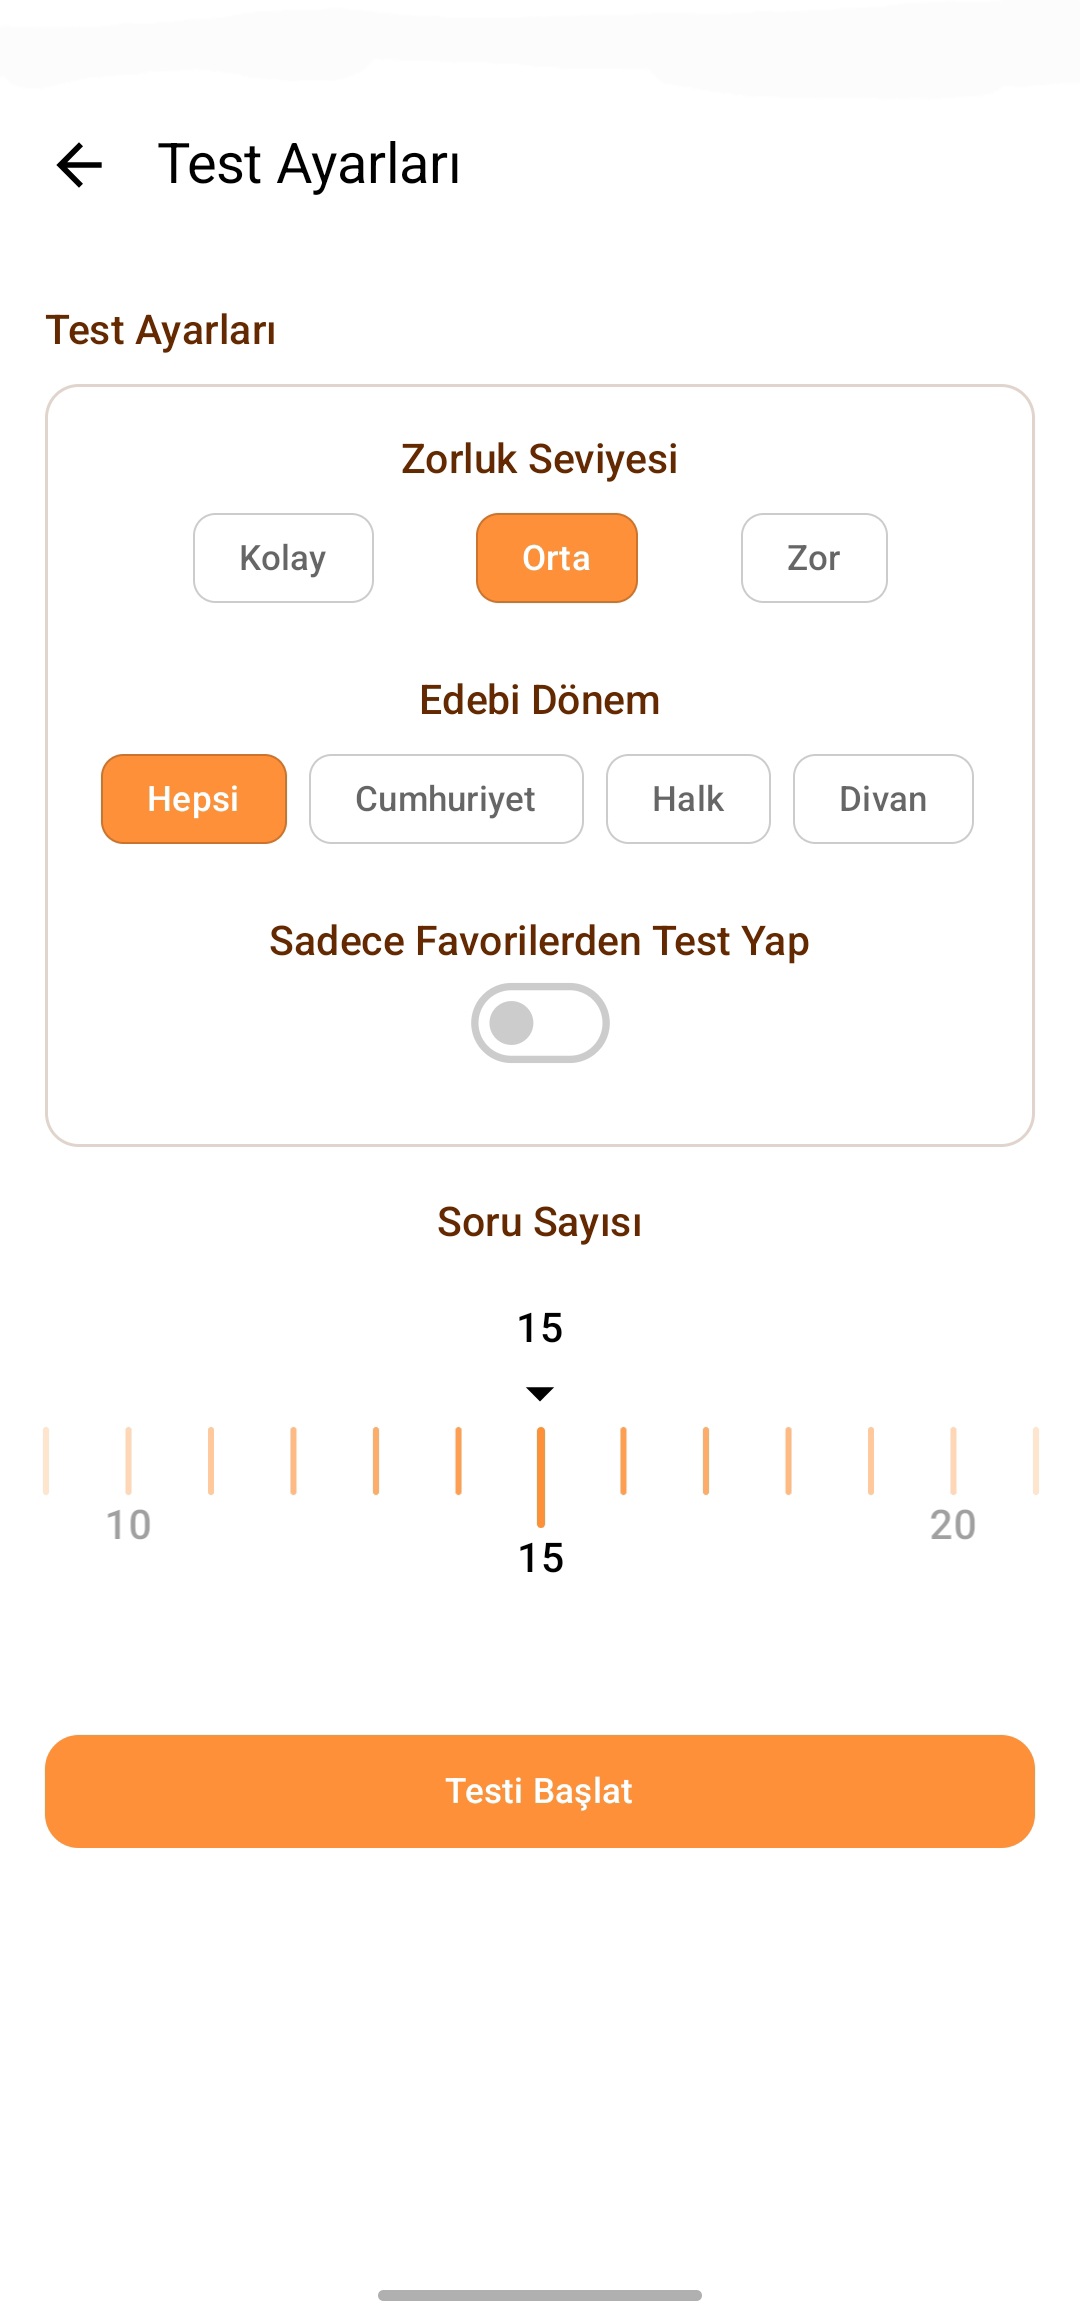 Test Ayarları
Test Ayarları
Zorluk Seviyesi
Kolay Orta Zor
Edebi Dönem
Hepsi Cumhuriyet Halk Divan
Sadece Favorilerden Test Yap
Soru Sayısı
15
10 15 20
Testi Başlat